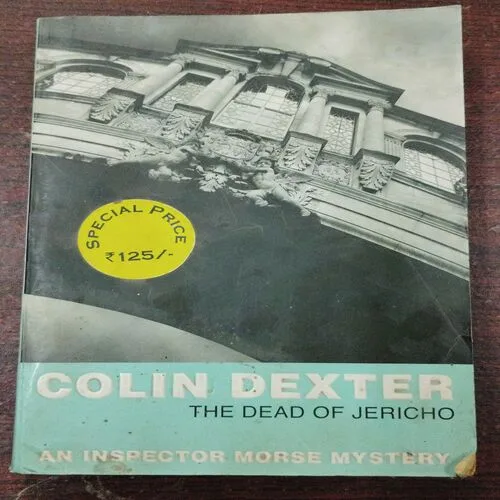 SPECIAL PRICE
₹125/-
COLIN DEXTER
THE DEAD OF JERICHO
AN INSPECTOR MORSE MYSTERY